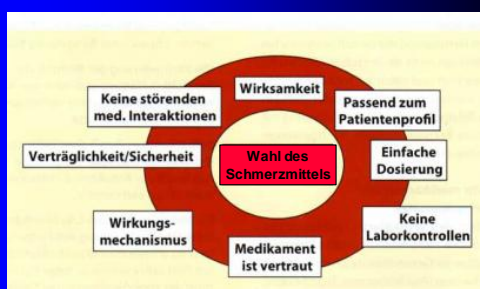 Wirksamkeit
Passend zum
Patientenprofil
Einfache
Dosierung
Keine
Laborkontrollen
Medikament
ist vertraut
Wirkungs-
mechanismus
Verträglichkeit/Sicherheit
Keine störenden
med. Interaktionen
Wahl des
Schmerzmittels